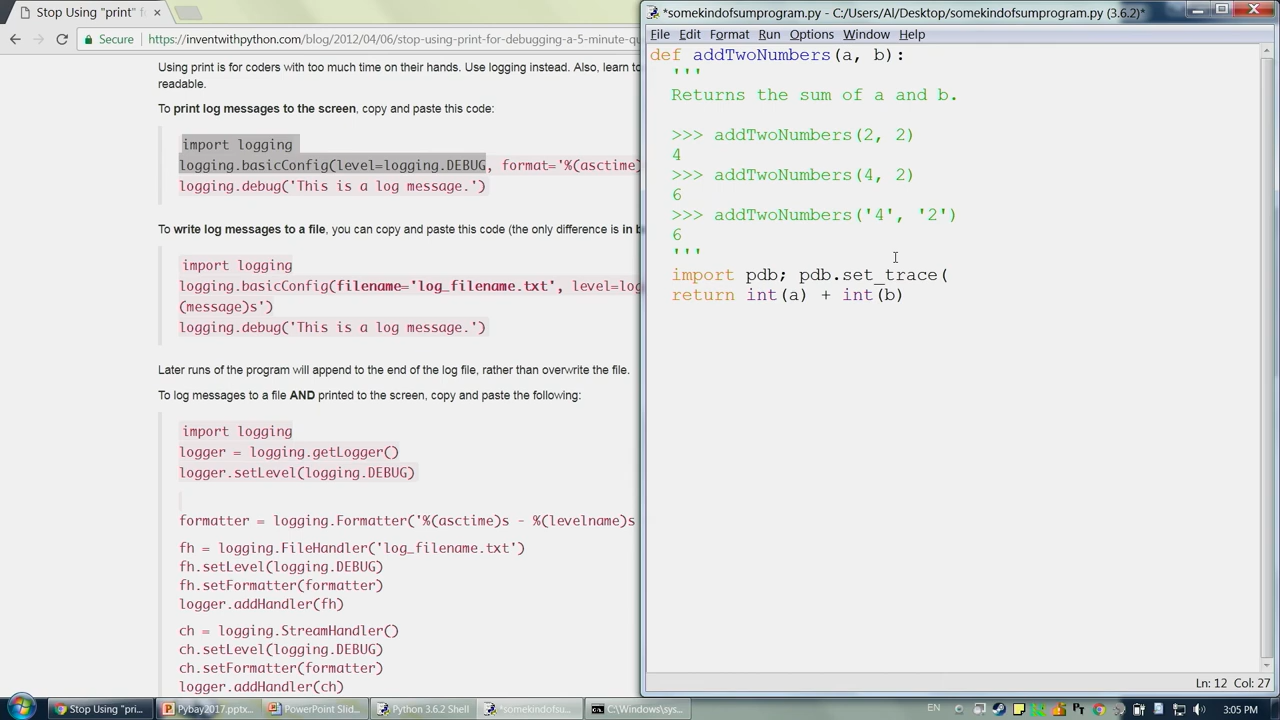 Stop Using "print" f
Secure
https://inventwithpython.com/blog/2012/04/06/stop-using-print-for-debugging-a-5-minute-qu
Using print is for coders with too much time on their hands. Use logging instead. Also, learn to
readable.
To print log messages to the screen, copy and paste this code:
import logging
logging.basicConfig(level=logging.DEBUG, format='%(asctime)
logging.debug('This is a log message.')
To write log messages to a file, you can copy and paste this code (the only difference is in b
import logging
logging.basicConfig(filename='log_filename.txt', level=log
(message)s')
logging.debug('This is a log message.')
Later runs of the program will append to the end of the log file, rather than overwrite the file.
To log messages to a file AND printed to the screen, copy and paste the following:
import logging
logger = logging.getLogger()
logger.setLevel(logging.DEBUG)
formatter = logging.Formatter('%(asctime)s - %(levelname)s
fh = logging.FileHandler('log_filename.txt')
fh.setLevel(logging.DEBUG)
fh.setFormatter(formatter)
logger.addHandler(fh)
ch = logging.StreamHandler()
ch.setLevel(logging.DEBUG)
ch.setFormatter(formatter)
logger.addHandler(ch)
*somekindofsumprogram.py - C:/Users/Al/Desktop/somekindofsumprogram.py (3.6.2)*
File Edit Format Run Options Window Help
def addTwoNumbers(a, b):
'''
Returns the sum of a and b.
>>> addTwoNumbers(2, 2)
4
>>> addTwoNumbers(4, 2)
6
>>> addTwoNumbers('4', '2')
6
'''
import pdb; pdb.set_trace(
return int(a) + int(b)
Ln: 12 Col: 27
Stop Using "pri...
Pybay2017.pptx...
PowerPoint Slid...
Python 3.6.2 Shell
*somekindofsum...
C:\Windows\system...
EN
3:05 PM